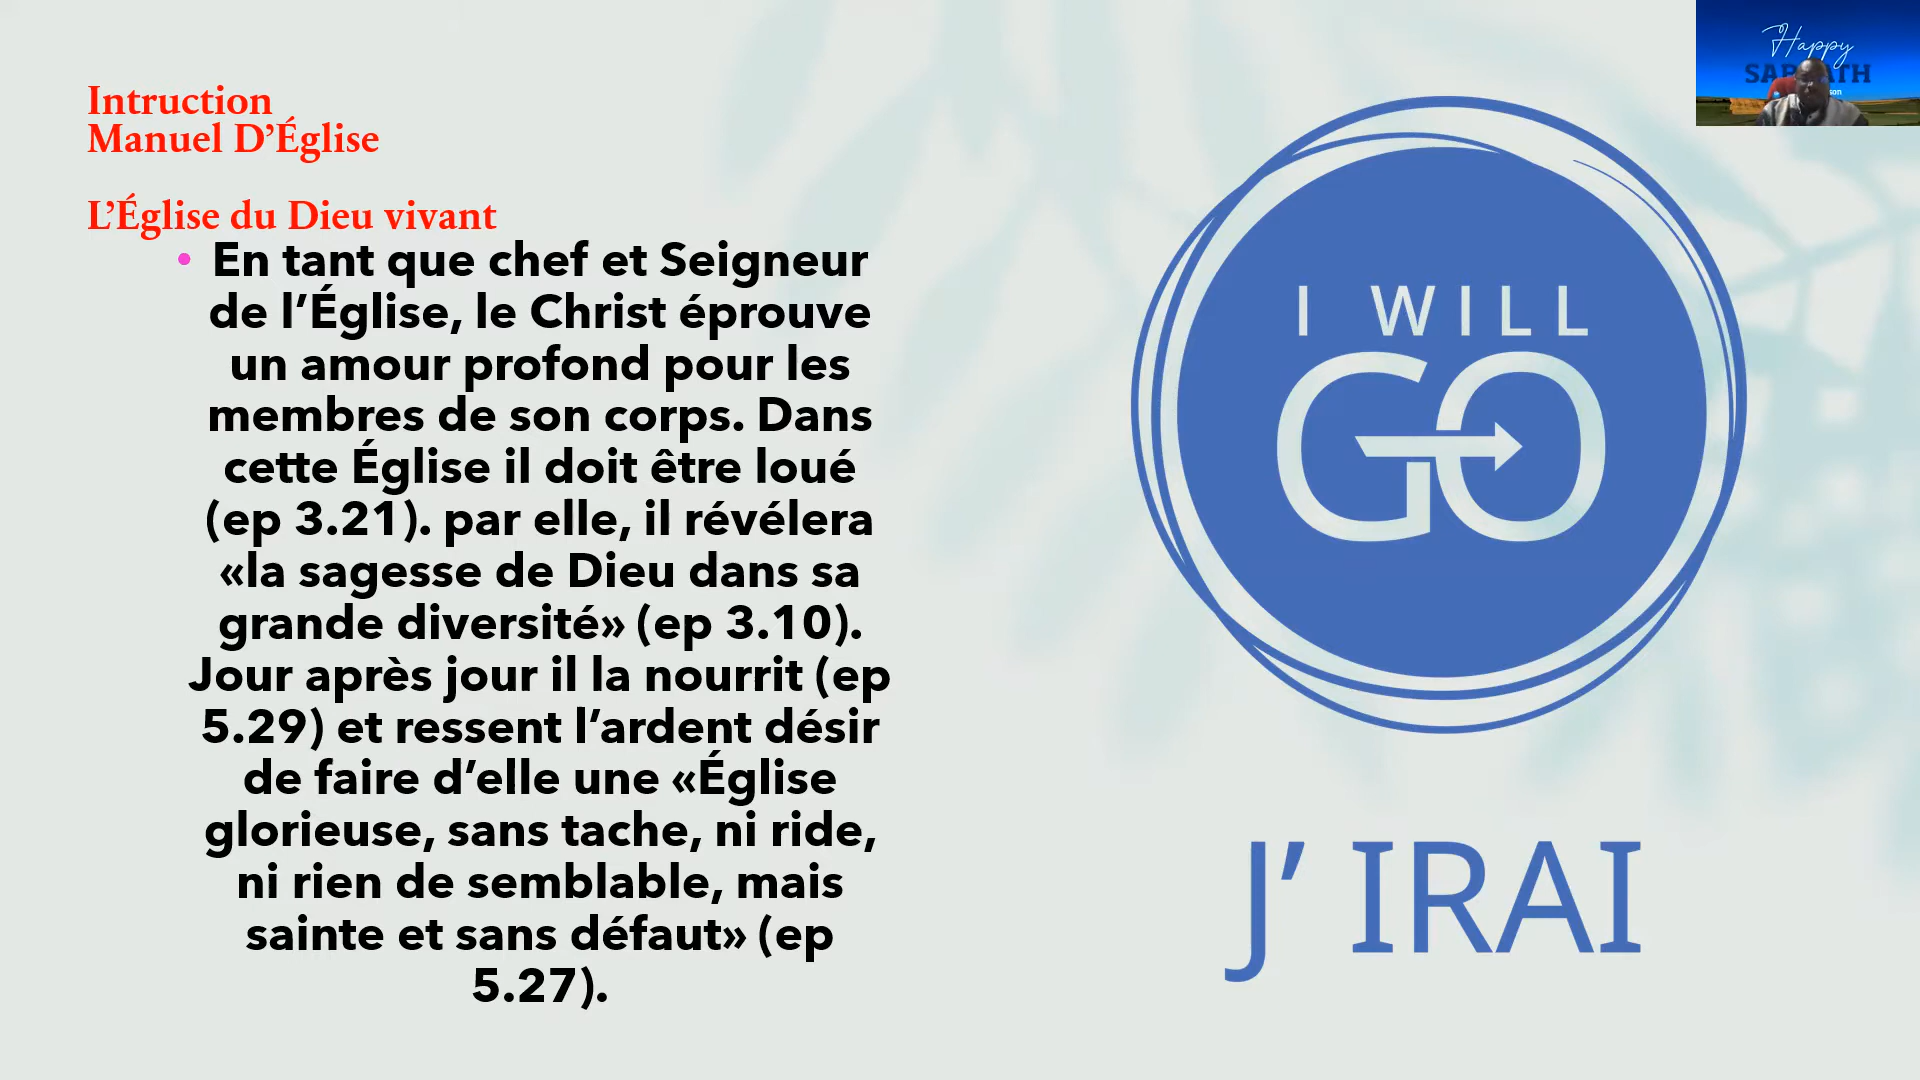 Intruction
Manuel D’Église
L’Église du Dieu vivant
• En tant que chef et Seigneur
de l’Église, le Christ éprouve
un amour profond pour les
membres de son corps. Dans
cette Église il doit être loué
(ep 3.21). par elle, il révélera
«la sagesse de Dieu dans sa
grande diversité» (ep 3.10).
Jour après jour il la nourrit (ep
5.29) et ressent l’ardent désir
de faire d’elle une «Église
glorieuse, sans tache, ni ride,
ni rien de semblable, mais
sainte et sans défaut» (ep
5.27).
I WILL
GO
J’ IRAI
Happy